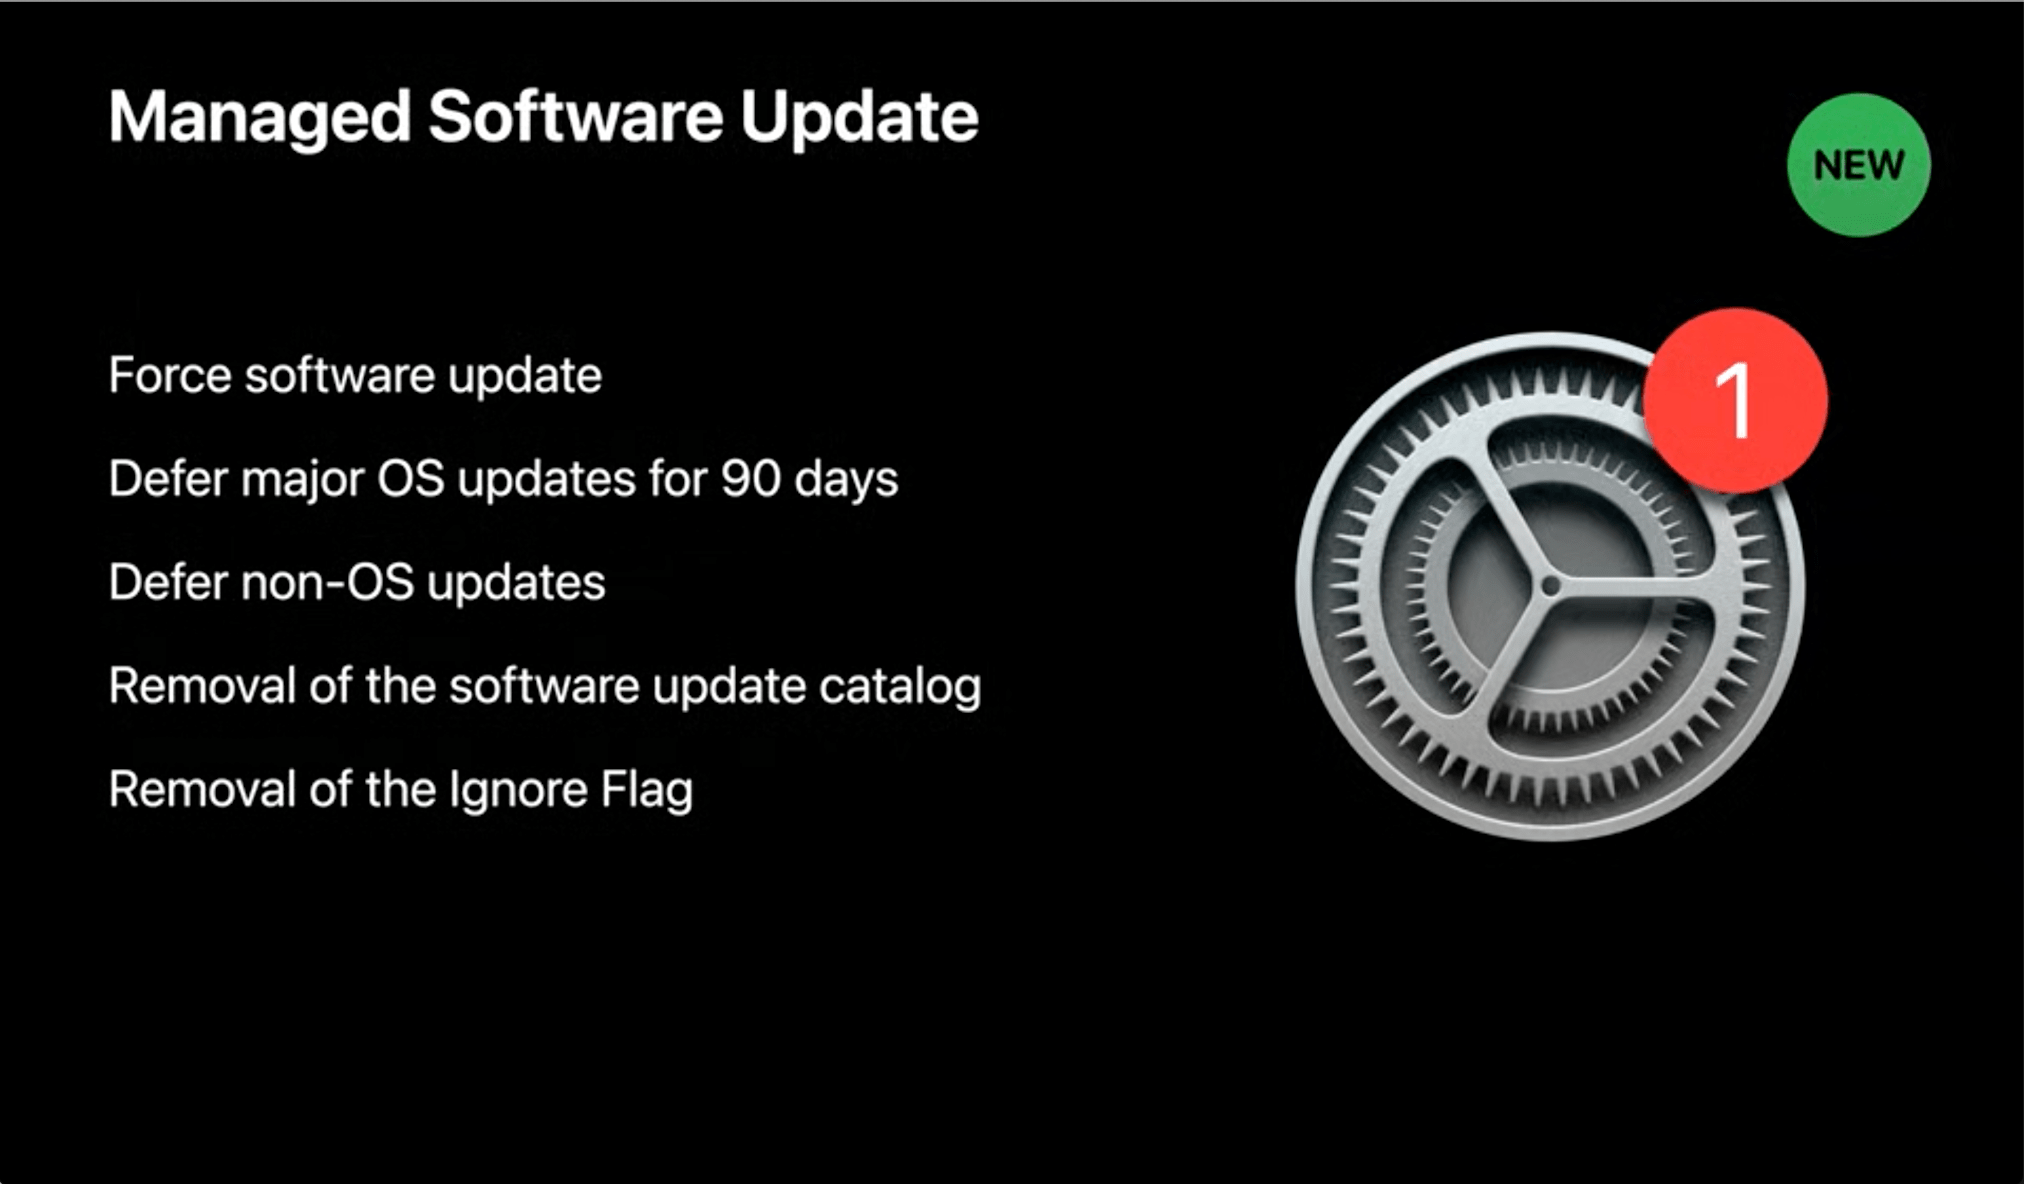 Managed Software Update
NEW
1
Force software update
Defer major OS updates for 90 days
Defer non-OS updates
Removal of the software update catalog
Removal of the Ignore Flag